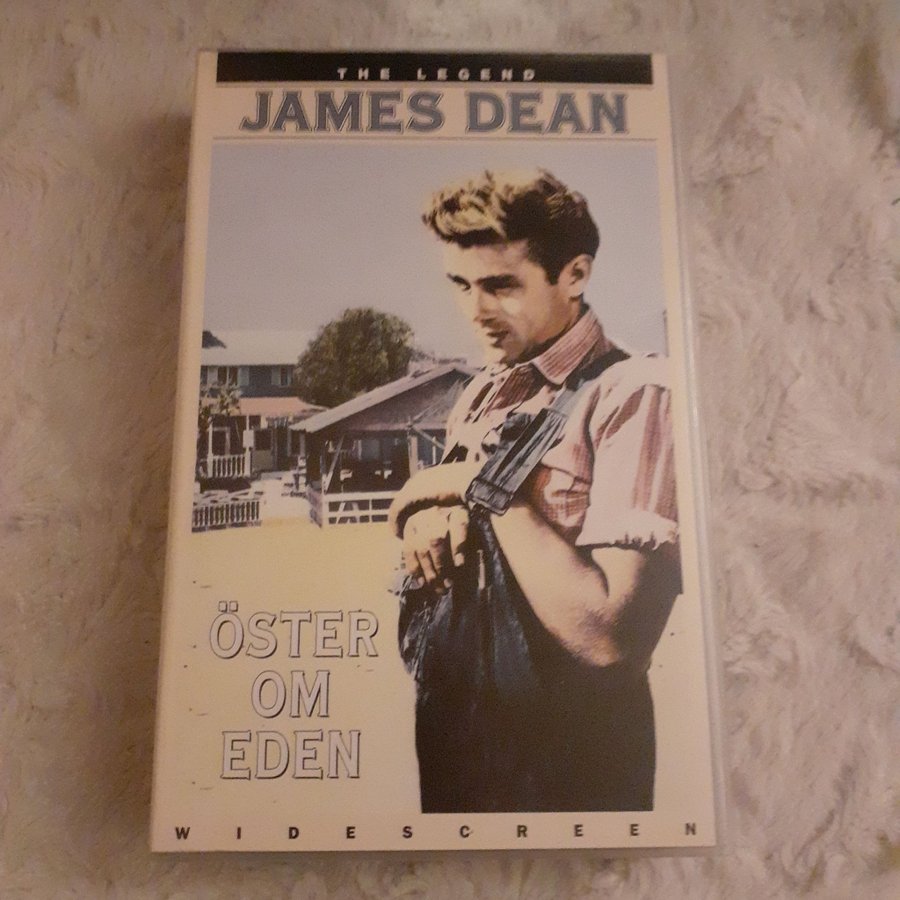 THE LEGEND
JAMES DEAN
ÖSTER
OM
EDEN
WIDESCREEN